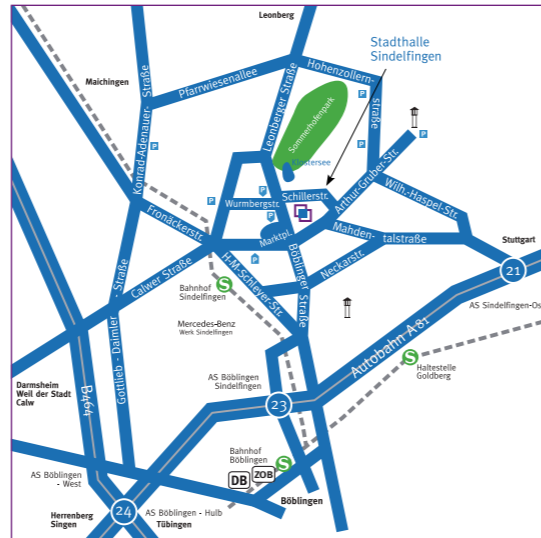 Leonberg
Stadthalle
Sindelfingen
Maichingen
Pfarrwiesenallee
Hohenzollern-
straße
Leonberger Straße
Konrad-Adenauer-
Straße
Sommerhofenpark
Klostersee
P
P
P
P
P
P
P
P
Schillerstr.
Wurmbergstr.
Arthur-Gruber-Str.
Wilh.-Haspel-Str.
Fronäckerstr.
Marktpl.
Mahden-
talstraße
Stuttgart
21
AS Sindelfingen-Os
Calwer Straße
H-M-Schleyer-Str.
Böblinger
Straße
Neckarstr.
S
Bahnhof
Sindelfingen
Mercedes-Benz
Werk Sindelfingen
Gottlieb - Daimler - Straße
Autobahn A 81
S
Haltestelle
Goldberg
Darmsheim
Weil der Stadt
Calw
B464
AS Böblingen
Sindelfingen
23
Bahnhof
Böblingen
S
DB
ZOB
AS Böblingen
- West
Böblingen
24
AS Böblingen - Hulb
Herrenberg
Singen
Tübingen